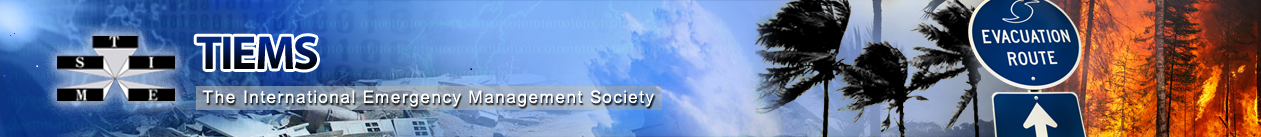 T
S I
M E
TIEMS
The International Emergency Management Society
EVACUATION
ROUTE